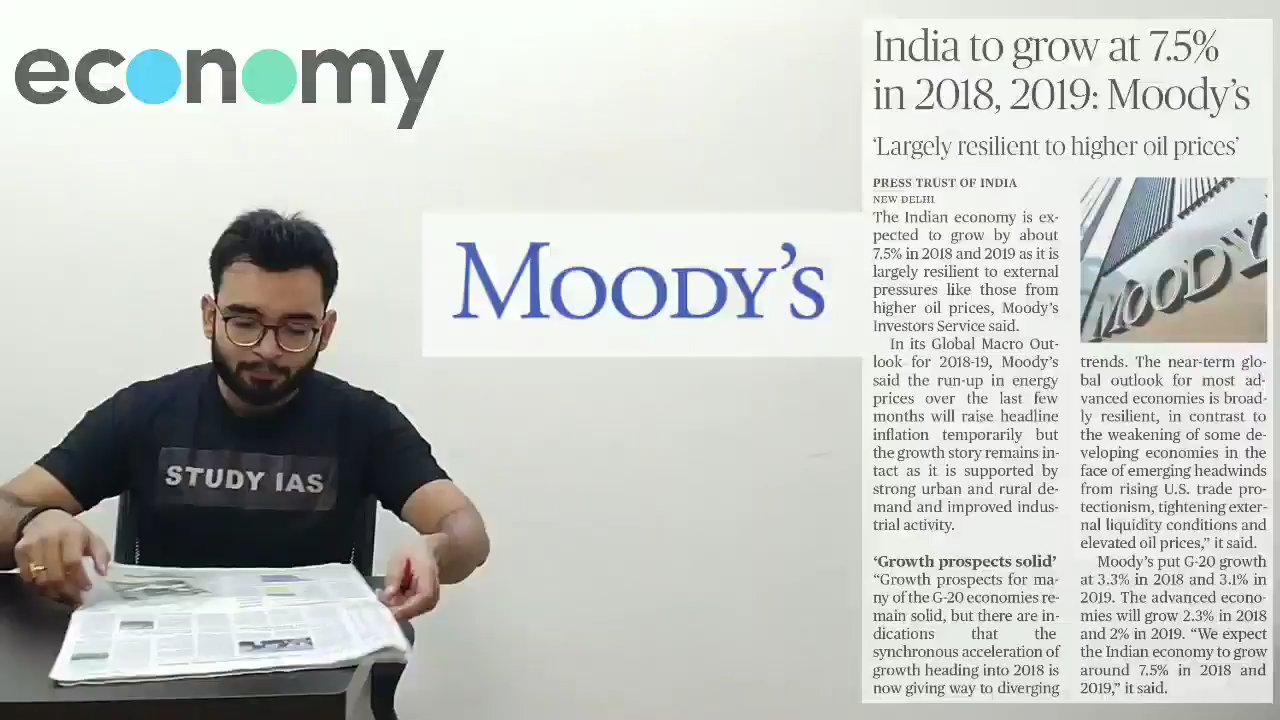 economy
MOODY'S
STUDY IAS
India to grow at 7.5%
in 2018, 2019: Moody's
'Largely resilient to higher oil prices'
PRESS TRUST OF INDIA
NEW DELHI
The Indian economy is ex-
pected to grow by about
7.5% in 2018 and 2019 as it is
largely resilient to external
pressures like those from
higher oil prices, Moody's
Investors Service said.
In its Global Macro Out-
look for 2018-19, Moody's
said the run-up in energy
prices over the last few
months will raise headline
inflation temporarily but
the growth story remains in-
tact as it is supported by
strong urban and rural de-
mand and improved indus-
trial activity.
'Growth prospects solid'
"Growth prospects for ma-
ny of the G-20 economies re-
main solid, but there are in-
dications that the
synchronous acceleration of
growth heading into 2018 is
now giving way to diverging
MOODY
trends. The near-term glo-
bal outlook for most ad-
vanced economies is broad-
ly resilient, in contrast to
the weakening of some de-
veloping economies in the
face of emerging headwinds
from rising U.S. trade pro-
tectionism, tightening exter-
nal liquidity conditions and
elevated oil prices," it said.
Moody's put G-20 growth
at 3.3% in 2018 and 3.1% in
2019. The advanced econo-
mies will grow 2.3% in 2018
and 2% in 2019. "We expect
the Indian economy to grow
around 7.5% in 2018 and
2019," it said.